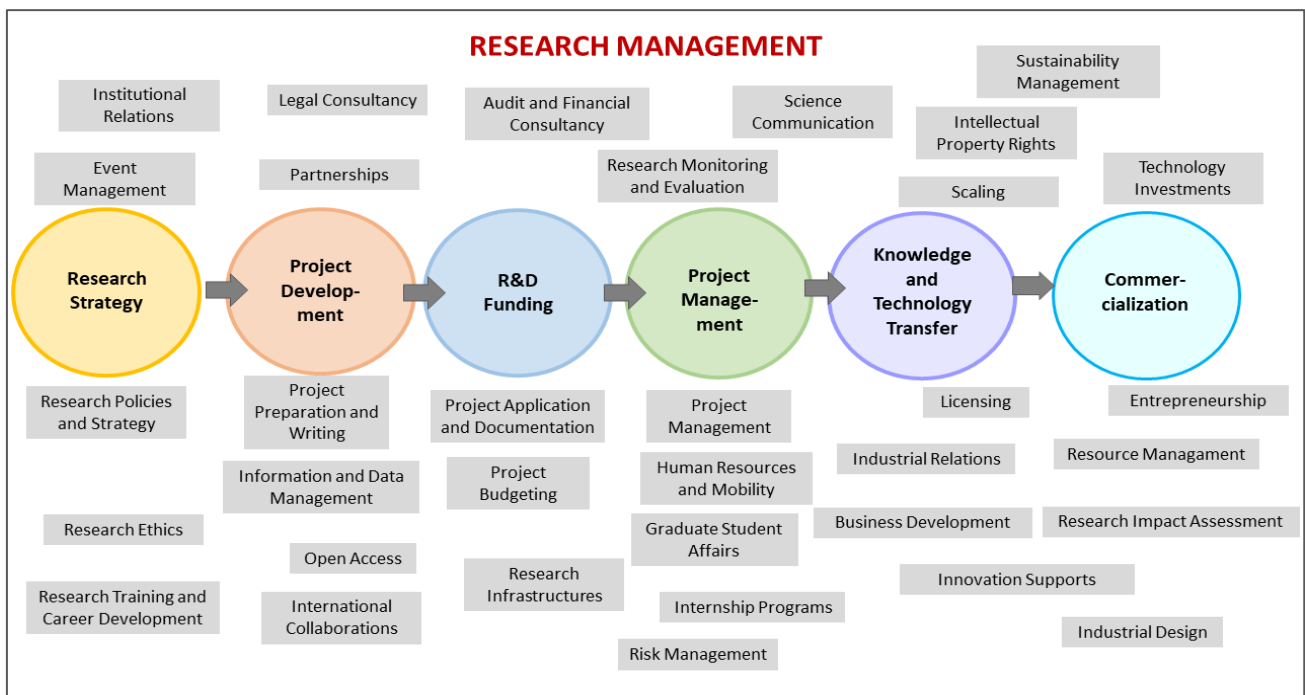 RESEARCH MANAGEMENT
Institutional
Relations
Legal Consultancy
Audit and Financial
Consultancy
Science
Communication
Sustainability
Management
Intellectual
Property Rights
Event
Management
Partnerships
Research Monitoring
and Evaluation
Scaling
Technology
Investments
Research
Strategy
Project
Develop-
ment
R&D
Funding
Project
Manage-
ment
Knowledge
and
Technology
Transfer
Commer-
cialization
Research Policies
and Strategy
Project
Preparation and
Writing
Project Application
and Documentation
Project
Management
Licensing
Entrepreneurship
Information and Data
Management
Project
Budgeting
Human Resources
and Mobility
Industrial Relations
Resource Managament
Research Ethics
Open Access
Graduate Student
Affairs
Business Development
Research Impact Assessment
Research Training and
Career Development
International
Collaborations
Research
Infrastructures
Internship Programs
Innovation Supports
Risk Management
Industrial Design